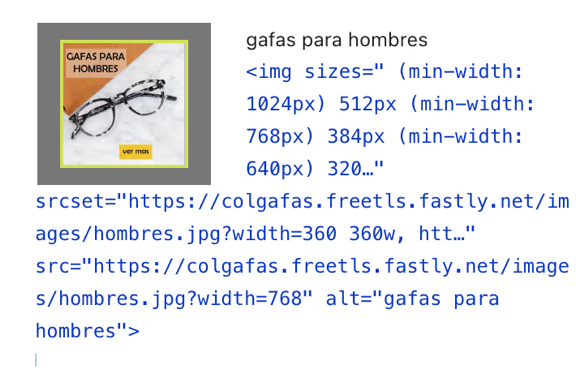 GAFAS PARA
HOMBRES
ver mas
gafas para hombres
<img sizes=" (min-width:
1024px) 512px (min-width:
768px) 384px (min-width:
640px) 320…"
srcset="https://colgafas.freetls.fastly.net/im
ages/hombres.jpg?width=360 360w, htt…"
src="https://colgafas.freetls.fastly.net/image
s/hombres.jpg?width=768" alt="gafas para
hombres">